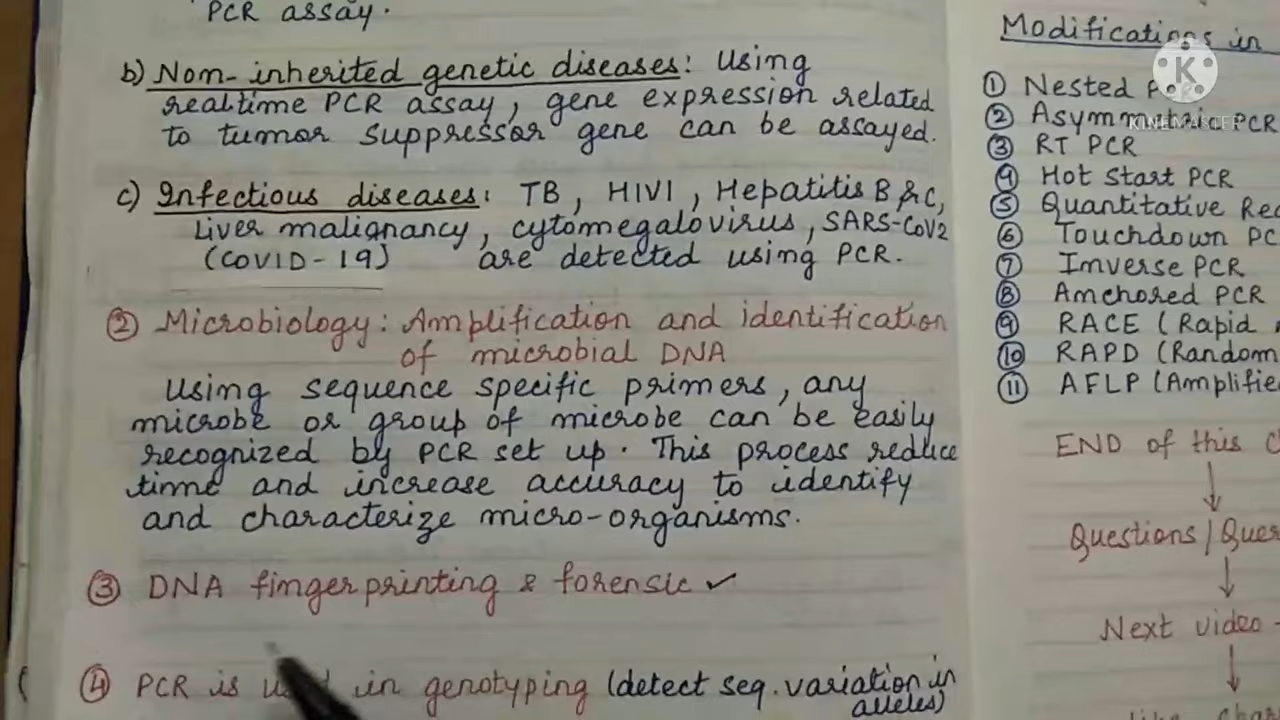 PCR assay.
b) Non-inherited genetic diseases: Using
realtime PCR assay, gene expression related
to tumor suppressor gene can be assayed.
c) Infectious diseases: TB, HIVI, Hepatitis B & C,
Liver malignancy, cytomegalovirus, SARS-CoV2
(COVID-19) are detected using PCR.
② Microbiology: Amplification and identification
of microbial DNA
Using sequence specific primers, any
microbe or group of microbe can be easily
recognized by PCR set up. This process reduce
time and increase accuracy to identify
and characterize micro-organisms.
③ DNA fingerprinting & forensic ✓
④ PCR is in genotyping (detect seq. variation in
alleles)
Modifications in
① Nested
② Asymmetric PCR
③ RT PCR
④ Hot Start PCR
⑤ Quantitative
⑥ Touchdown PC
⑦ Inverse PCR
⑧ Anchored PCR
⑨ RACE (Rapid
⑩ RAPD (Random
⑪ AFLP (Amplifie
END of this
↓
Questions/
↓
Next video -
↓
K
KINEMASTER